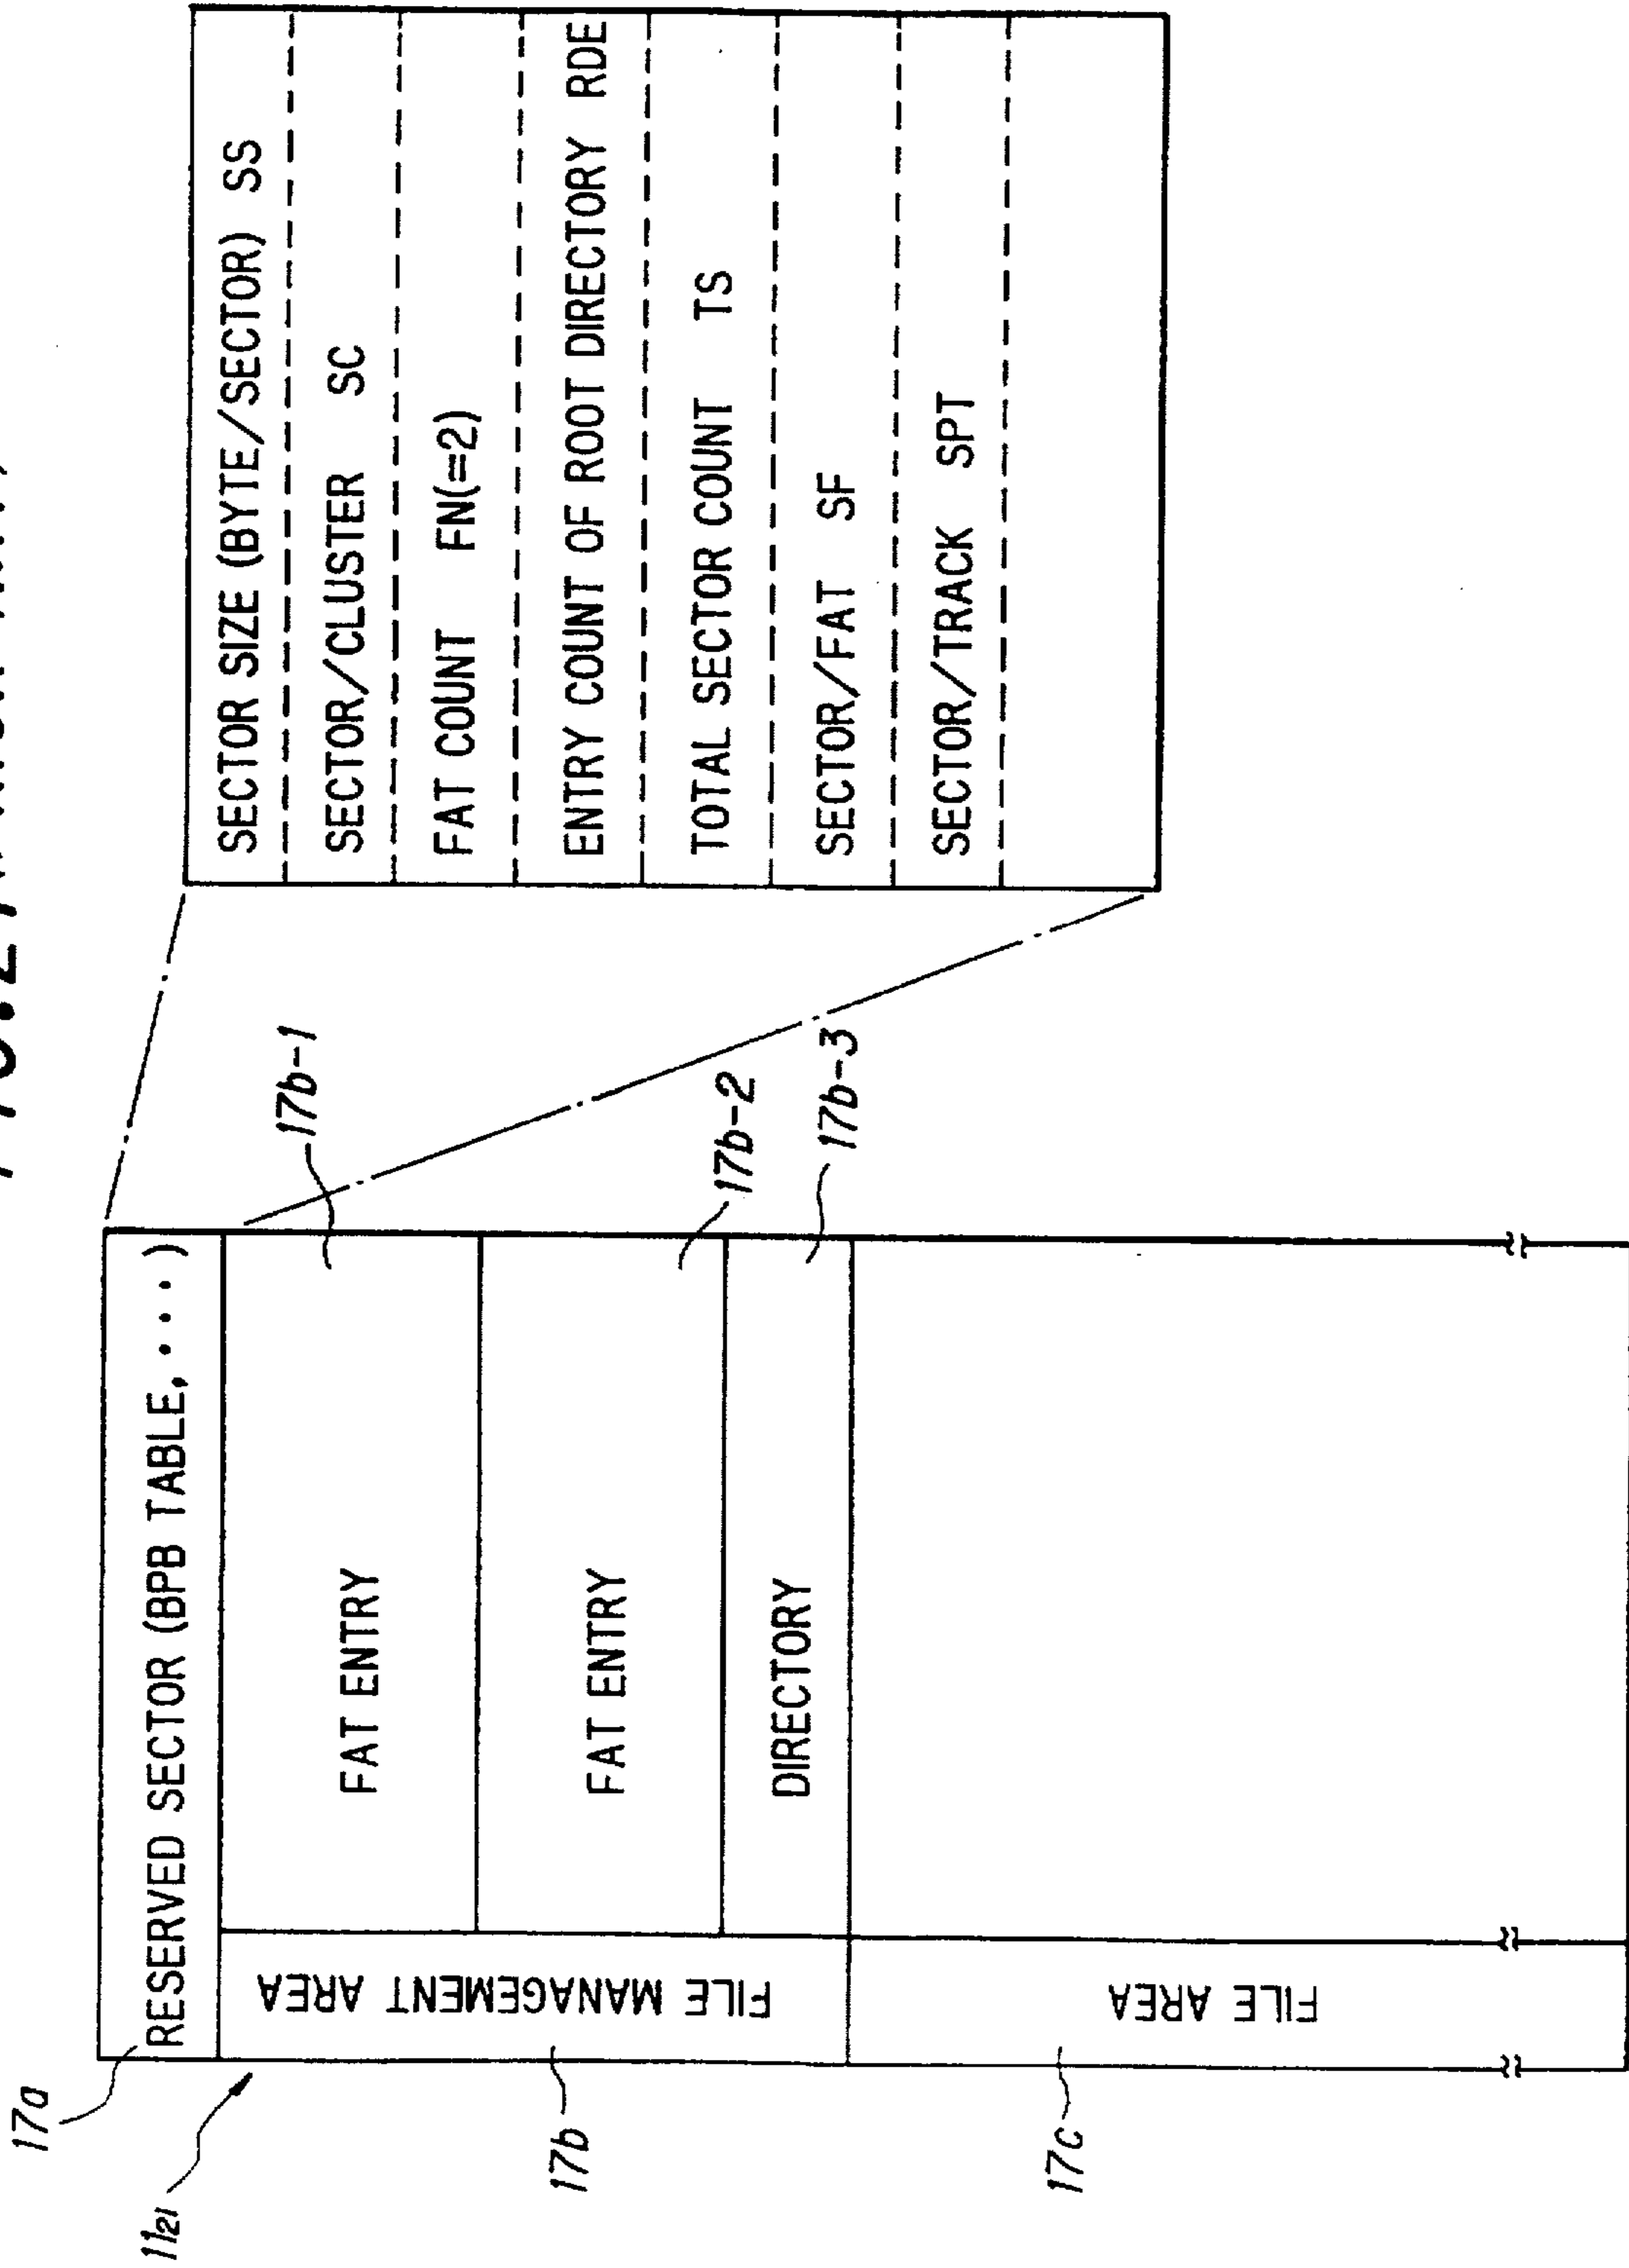 17a
11₂₁
RESERVED SECTOR (BPB TABLE, ・・・)
FILE MANAGEMENT AREA
FAT ENTRY
17b-1
FAT ENTRY
17b-2
DIRECTORY
17b-3
17b
FILE AREA
17c
SECTOR SIZE (BYTE/SECTOR) SS
SECTOR/CLUSTER SC
FAT COUNT FN(=2)
ENTRY COUNT OF ROOT DIRECTORY RDE
TOTAL SECTOR COUNT TS
SECTOR/FAT SF
SECTOR/TRACK SPT